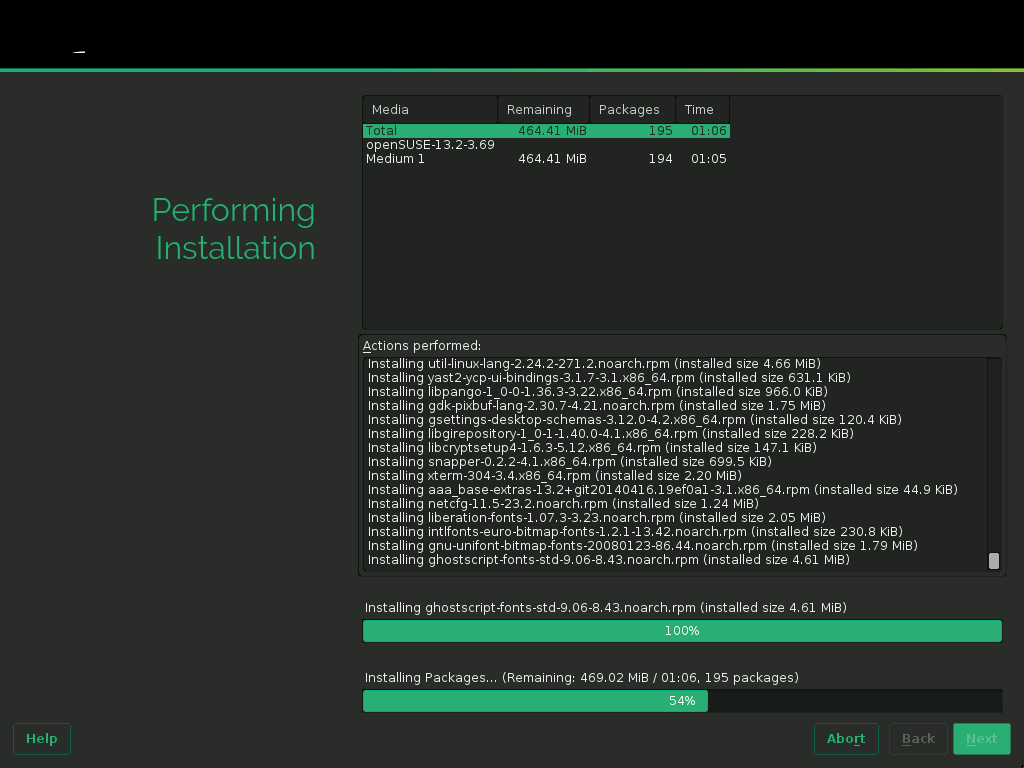 Media Remaining Packages Time
Total 464.41 MiB 195 01:06
openSUSE-13.2-3.69
Medium 1 464.41 MiB 194 01:05
Performing
Installation
Actions performed:
Installing util-linux-lang-2.24.2-271.2.noarch.rpm (installed size 4.66 MiB)
Installing yast2-ycp-ui-bindings-3.1.7-3.1.x86_64.rpm (installed size 631.1 KiB)
Installing libpango-1_0-0-1.36.3-3.22.x86_64.rpm (installed size 966.0 KiB)
Installing gdk-pixbuf-lang-2.30.7-4.21.noarch.rpm (installed size 1.75 MiB)
Installing gsettings-desktop-schemas-3.12.0-4.2.x86_64.rpm (installed size 120.4 KiB)
Installing libgirepository-1_0-1-1.40.0-4.1.x86_64.rpm (installed size 228.2 KiB)
Installing libcryptsetup4-1.6.3-5.12.x86_64.rpm (installed size 147.1 KiB)
Installing snapper-0.2.2-4.1.x86_64.rpm (installed size 699.5 KiB)
Installing xterm-304-3.4.x86_64.rpm (installed size 2.20 MiB)
Installing aaa_base-extras-13.2+git20140416.19ef0a1-3.1.x86_64.rpm (installed size 44.9 KiB)
Installing netcfg-11.5-23.2.noarch.rpm (installed size 1.24 MiB)
Installing liberation-fonts-1.07.3-3.23.noarch.rpm (installed size 2.05 MiB)
Installing intlfonts-euro-bitmap-fonts-1.2.1-13.42.noarch.rpm (installed size 230.8 KiB)
Installing gnu-unifont-bitmap-fonts-20080123-86.44.noarch.rpm (installed size 1.79 MiB)
Installing ghostscript-fonts-std-9.06-8.43.noarch.rpm (installed size 4.61 MiB)
Installing ghostscript-fonts-std-9.06-8.43.noarch.rpm (installed size 4.61 MiB)
100%
Installing Packages... (Remaining: 469.02 MiB / 01:06, 195 packages)
54%
Help Abort Back Next